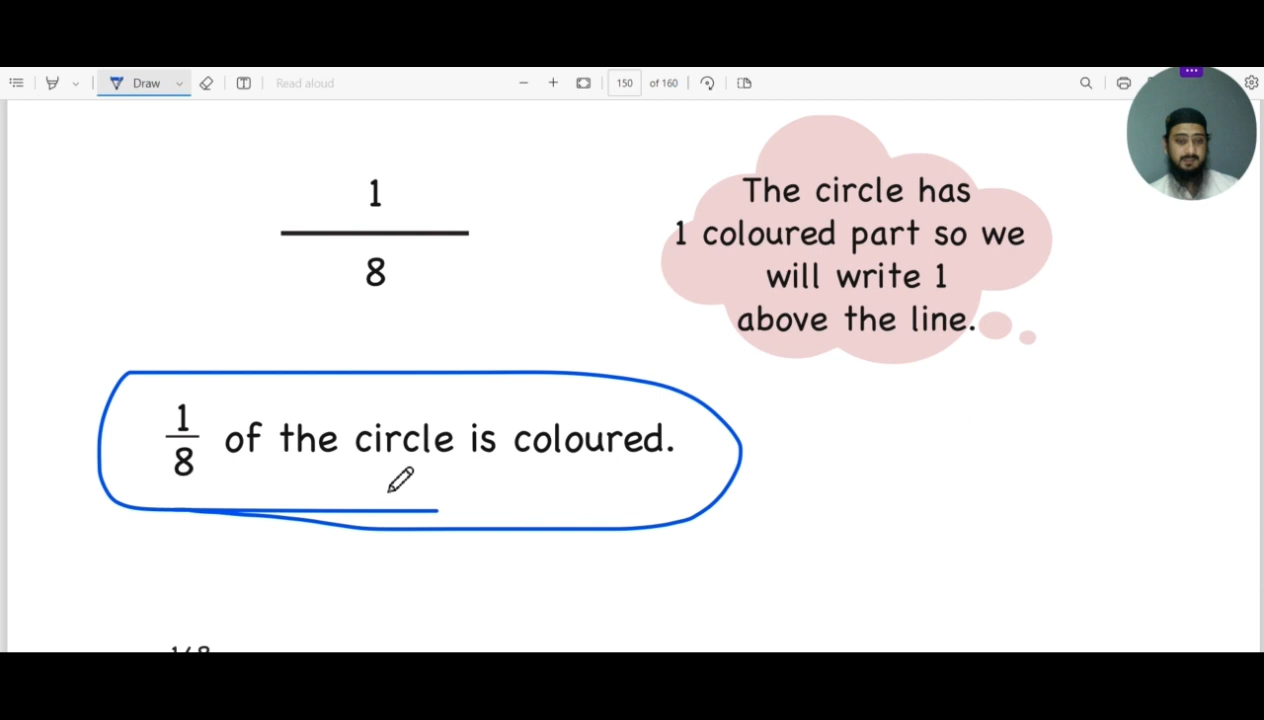 Draw
Read aloud
150 of 160
1
8
The circle has
1 coloured part so we
will write 1
above the line.
1
8 of the circle is coloured.